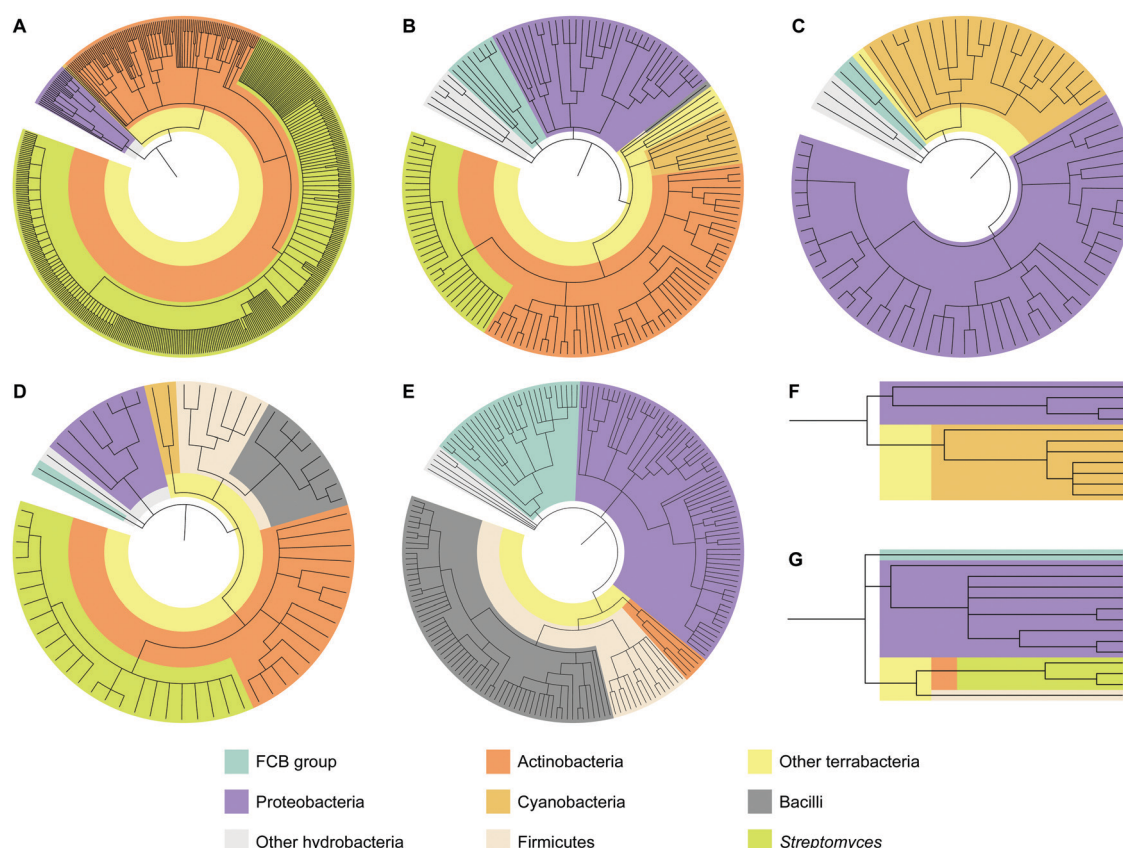 A
B
C
D
E
F
G
FCB group
Actinobacteria
Other terrabacteria
Proteobacteria
Cyanobacteria
Bacilli
Other hydrobacteria
Firmicutes
Streptomyces